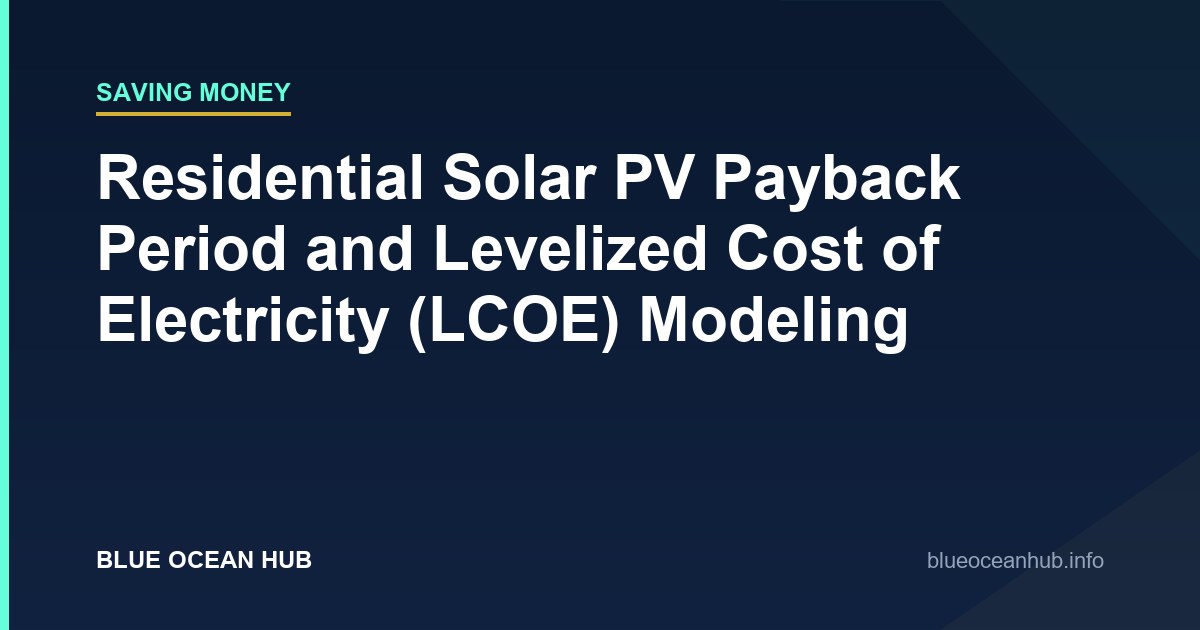 SAVING MONEY
Residential Solar PV Payback
Period and Levelized Cost of
Electricity (LCOE) Modeling
BLUE OCEAN HUB
blueoceanhub.info